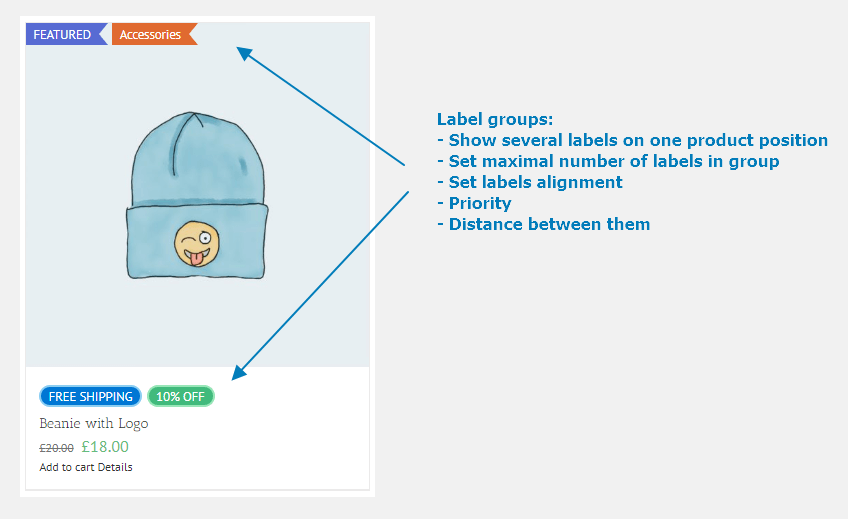 FEATURED Accessories
Label groups:
- Show several labels on one product position
- Set maximal number of labels in group
- Set labels alignment
- Priority
- Distance between them
FREE SHIPPING 10% OFF
Beanie with Logo
£20.00 £18.00
Add to cart Details